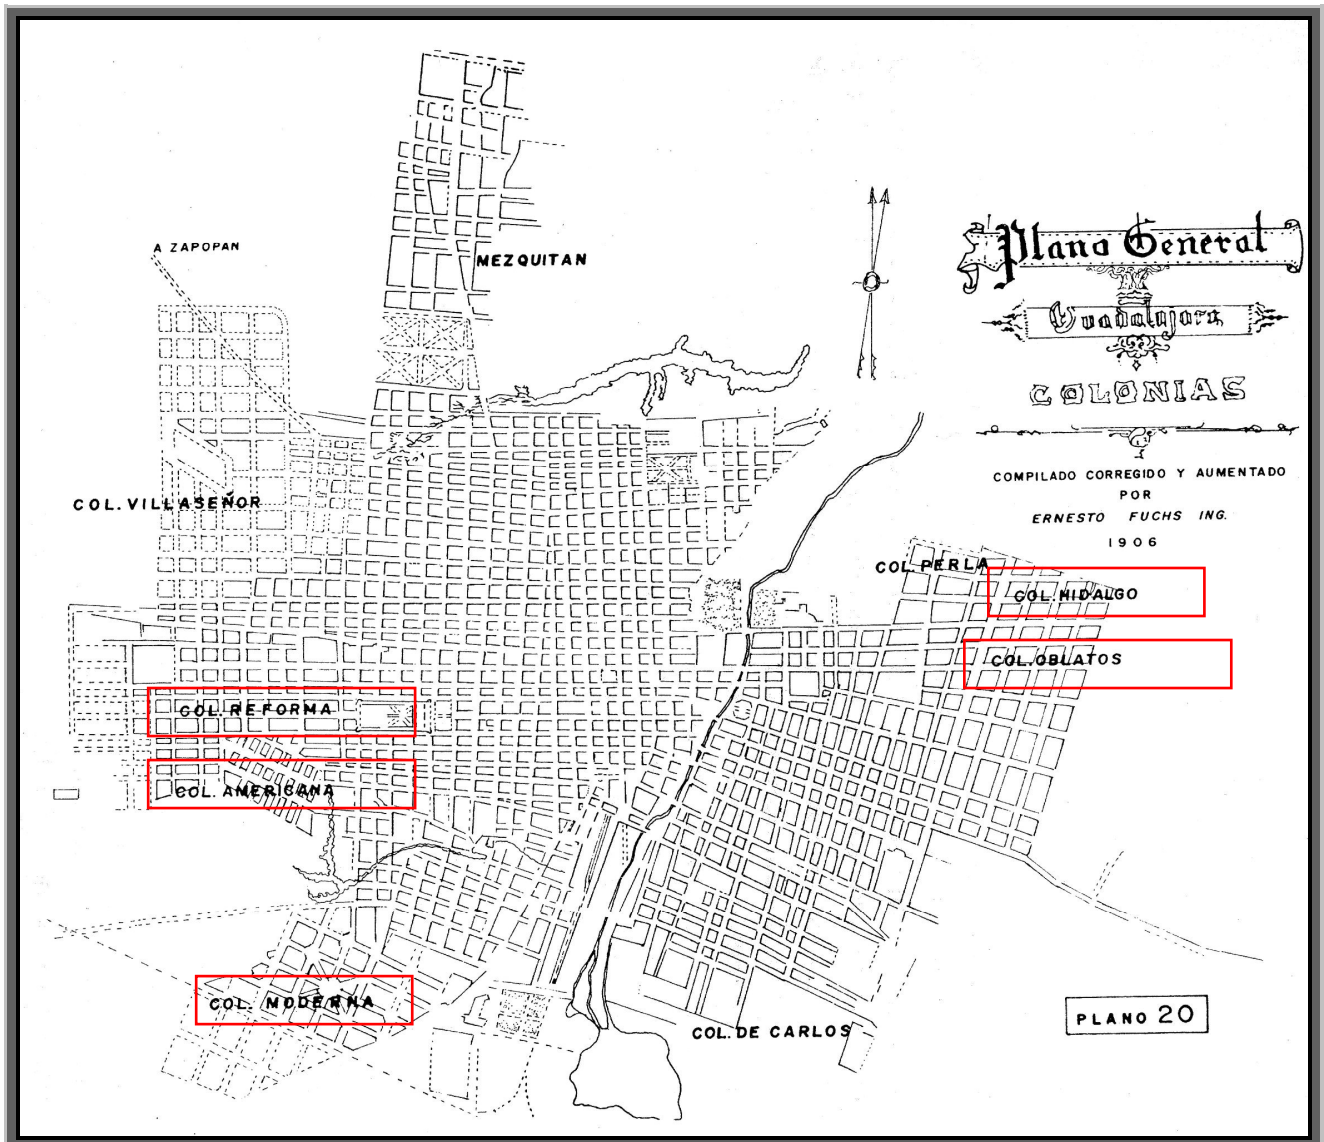 A ZAPOPAN
MEZQUITAN
Plano General
Guadalajara
COLONIAS
COMPILADO CORREGIDO Y AUMENTADO
POR
ERNESTO FUCHS ING.
1906
COL. VILLASEÑOR
COL. PERLA
COL. HIDALGO
COL. OBLATOS
COL. REFORMA
COL. AMERICANA
COL. MODERNA
COL. DE CARLOS
PLANO 20